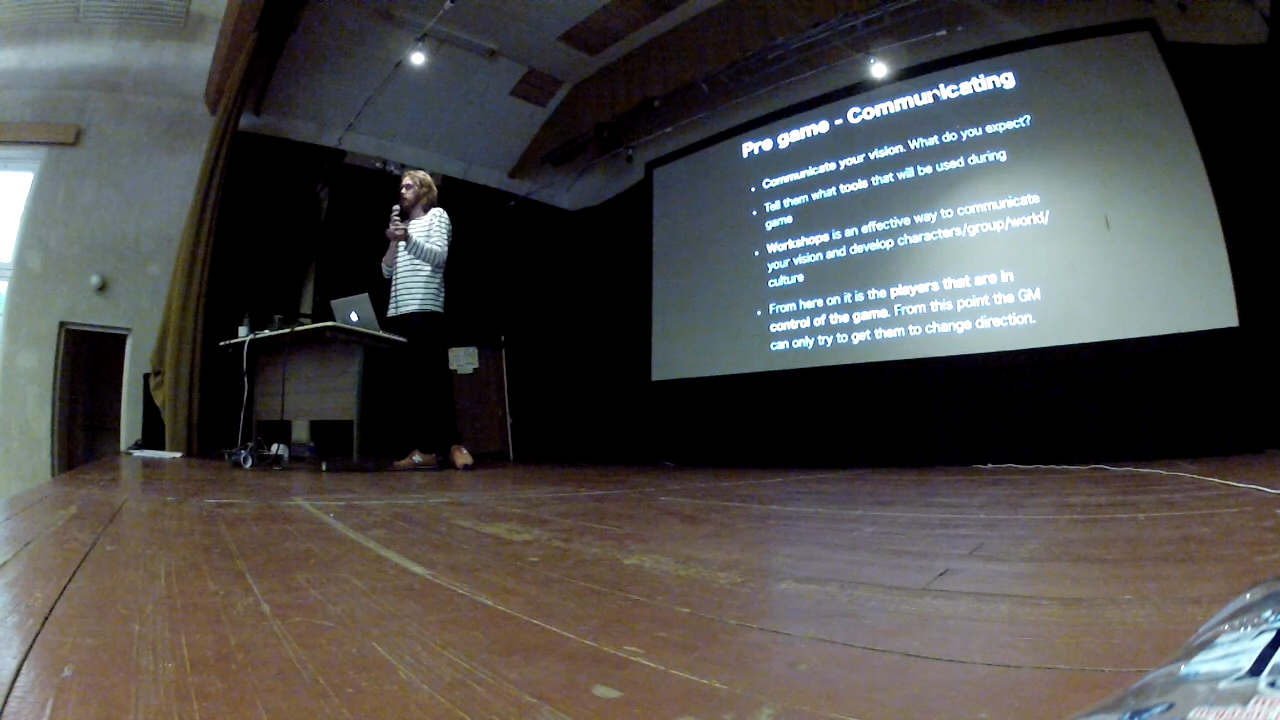 Pre game - Communicating
• Communicate your vision. What do you expect?
• Tell them what tools that will be used during
game
• Workshops is an effective way to communicate
your vision and develop characters/group/world/
culture
• From here on it is the players that are in
control of the game. From this point the GM
can only try to get them to change direction.